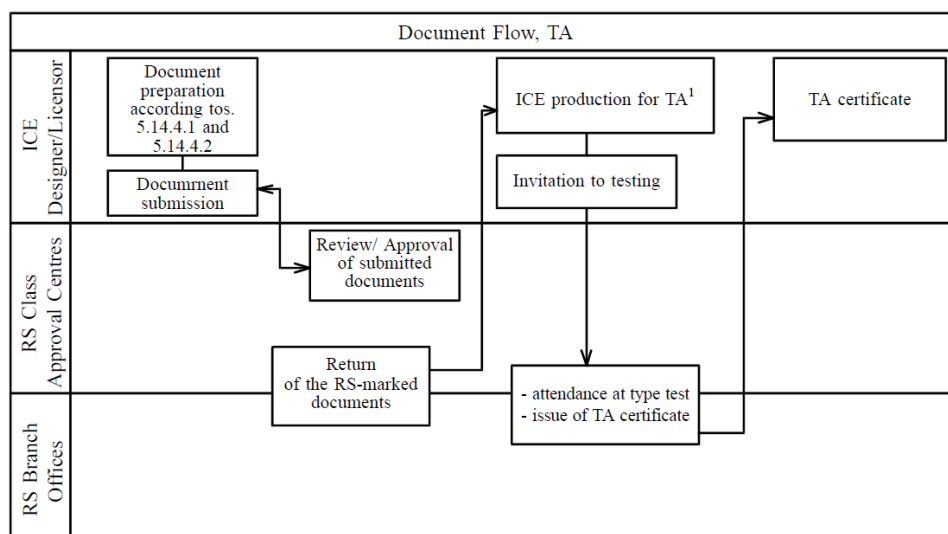 Document Flow, TA
ICE
Designer/Licensor
Document
preparation
according tos.
5.14.4.1 and
5.14.4.2
Documrnent
submission
ICE production for TA¹
Invitation to testing
TA certificate
RS Class
Approval Centres
Review/ Approval
of submitted
documents
Return
of the RS-marked
documents
- attendance at type test
- issue of TA certificate
RS Branch
Offices